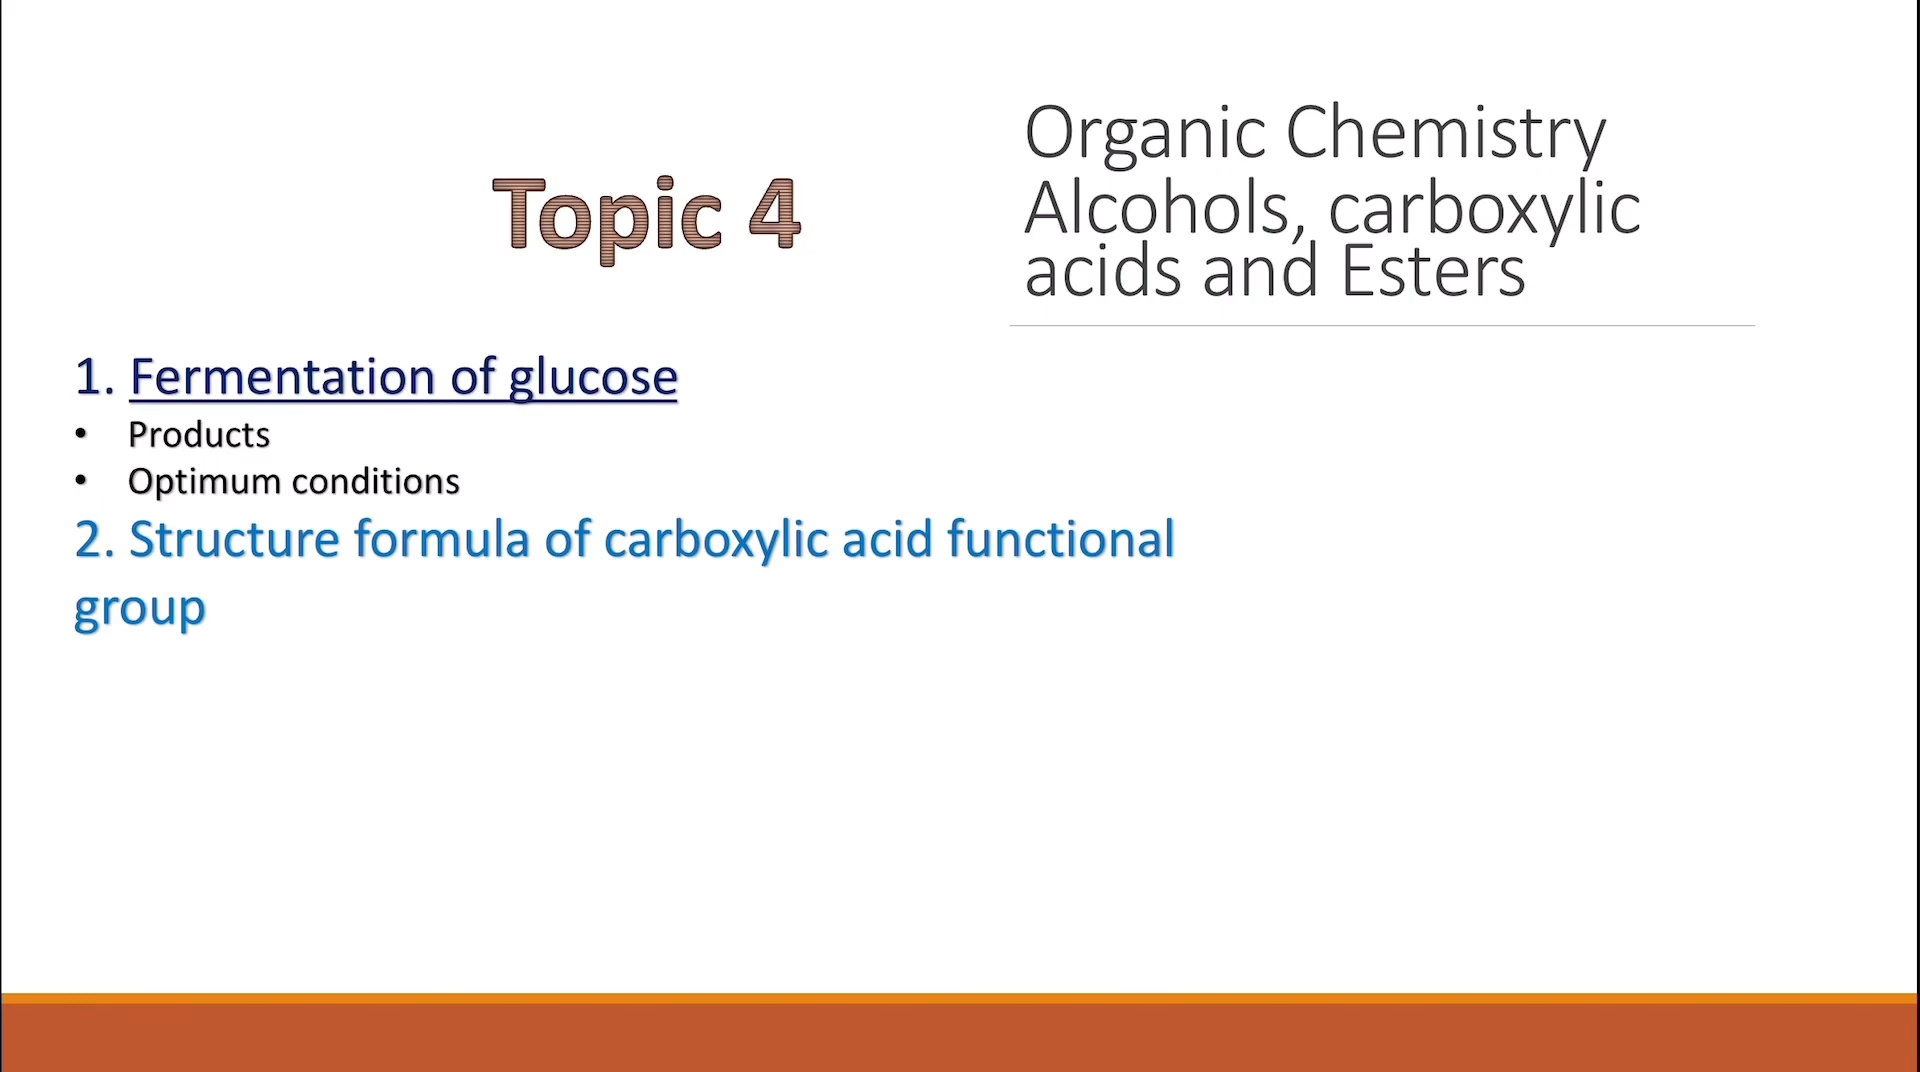 Topic 4
Organic Chemistry
Alcohols, carboxylic
acids and Esters
1. Fermentation of glucose
• Products
• Optimum conditions
2. Structure formula of carboxylic acid functional
group